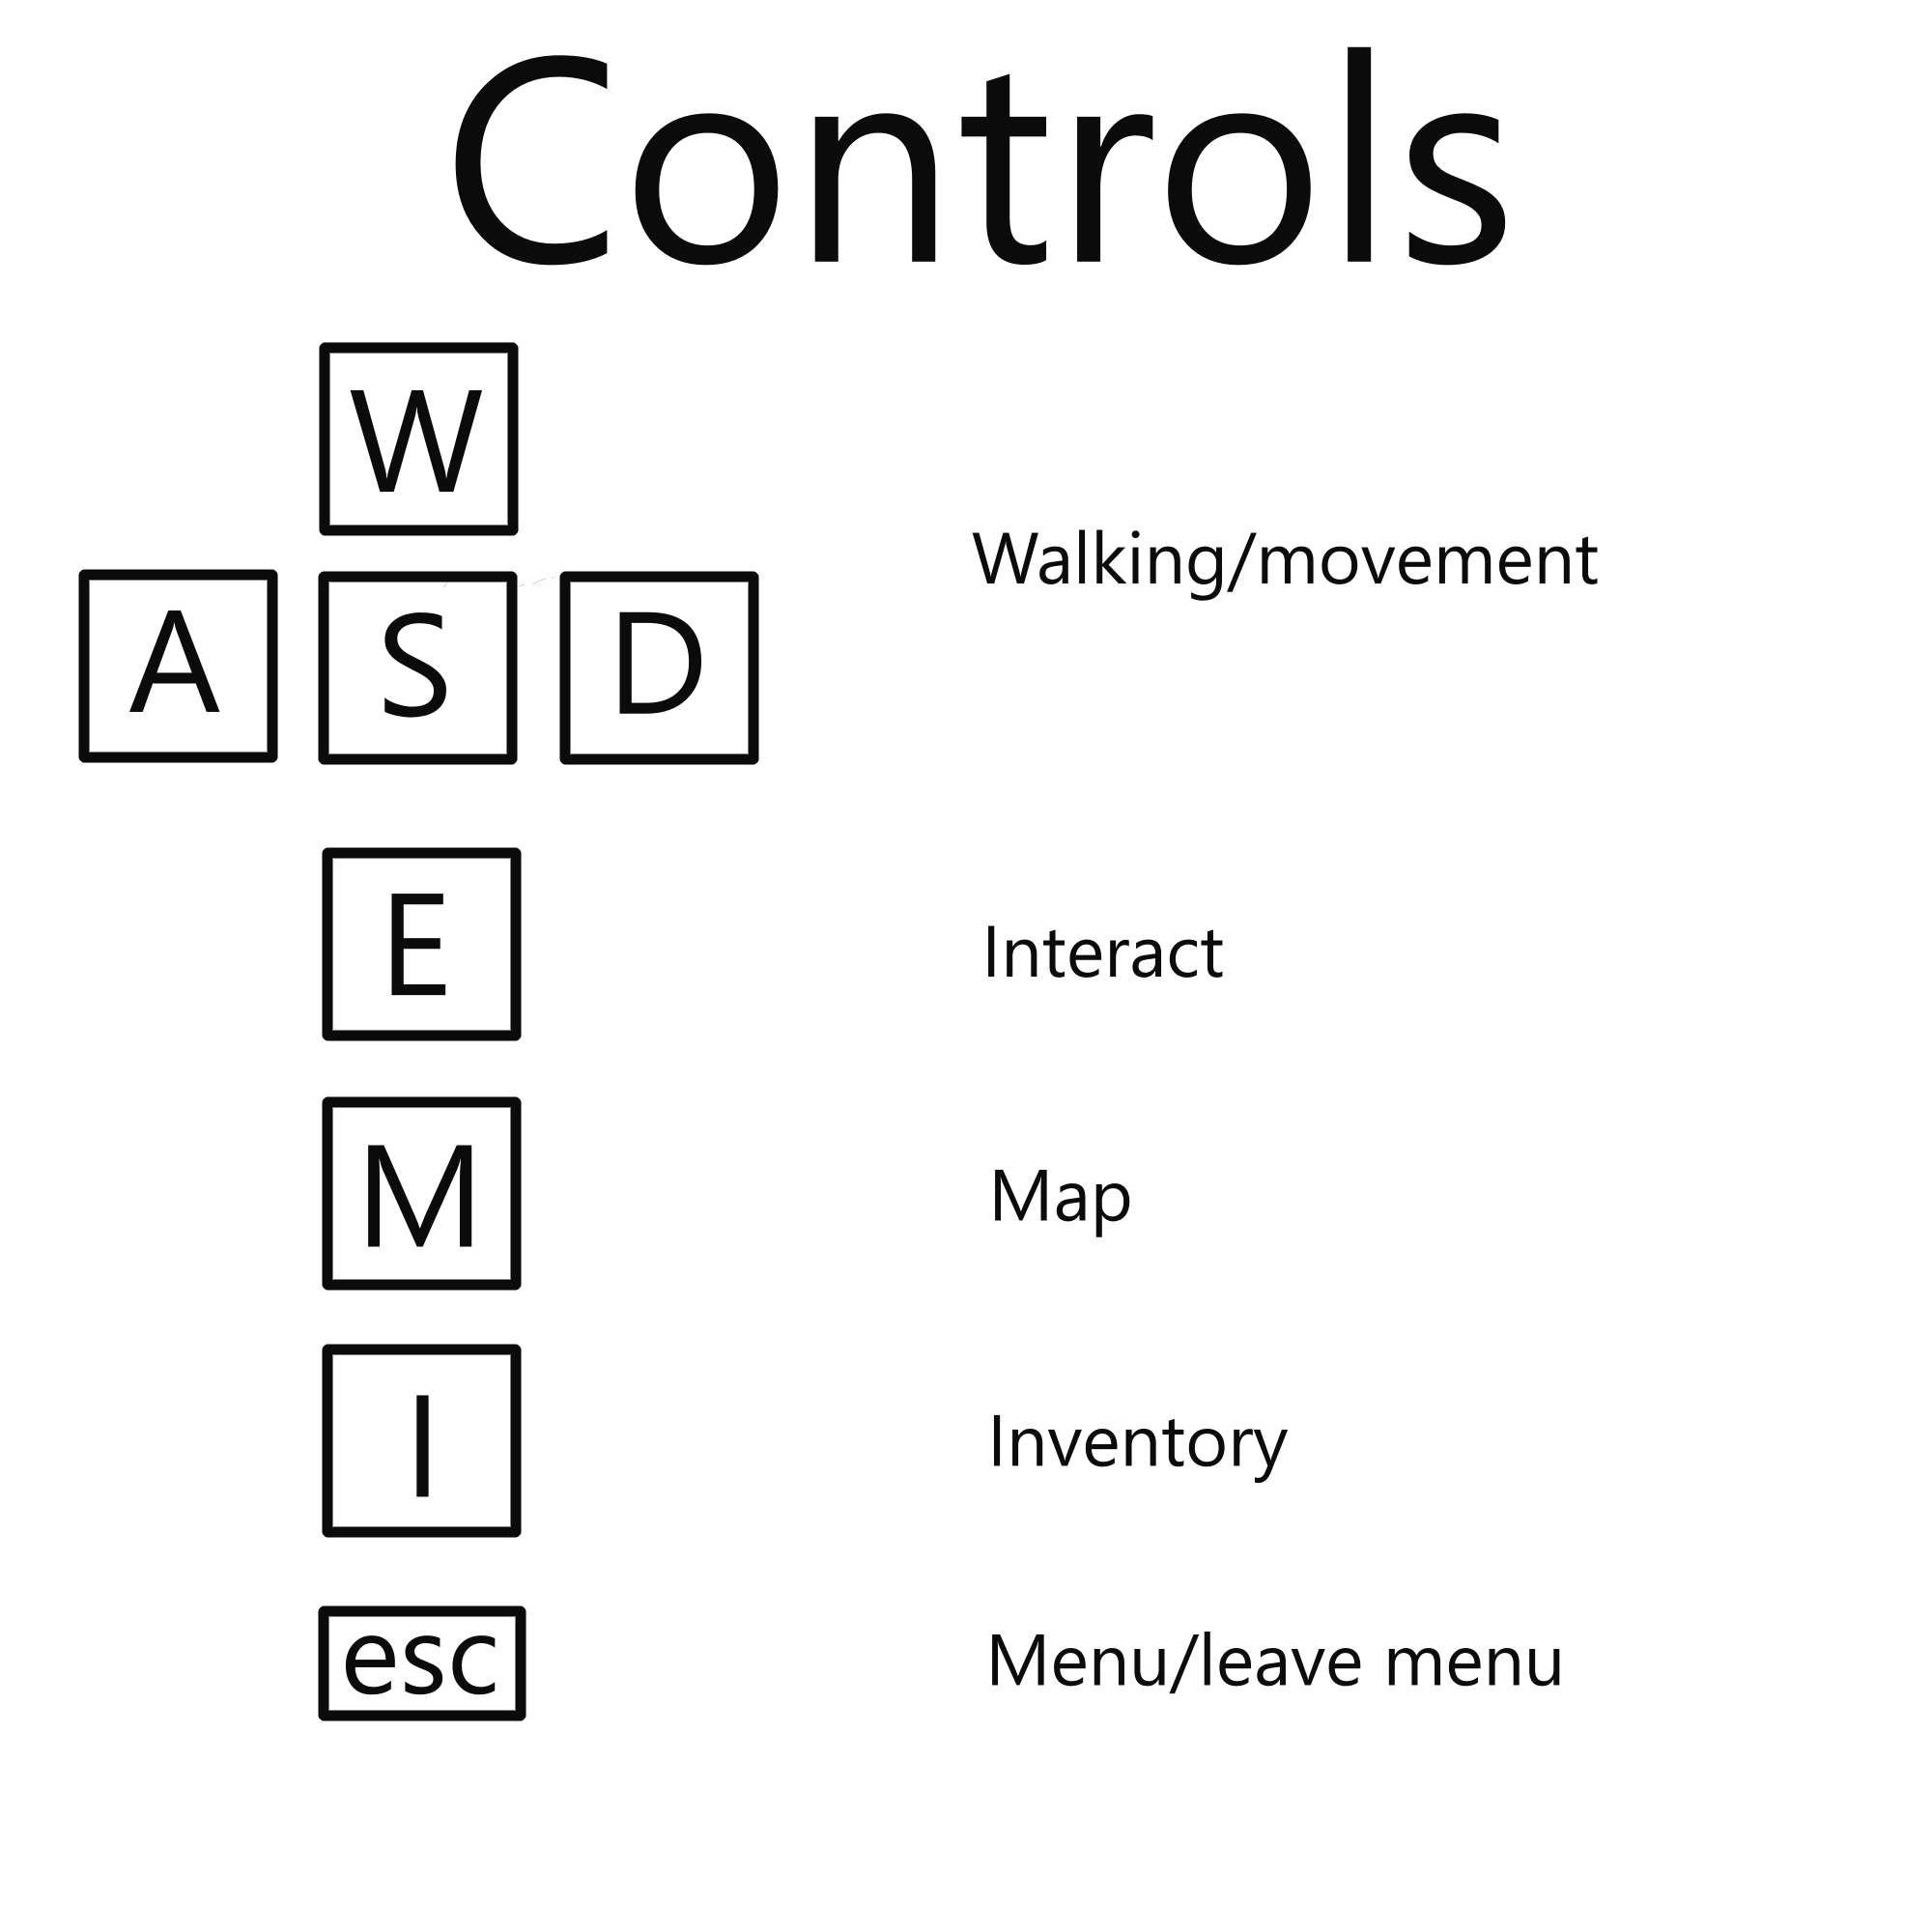 Controls
W
Walking/movement
A S D
E
Interact
M
Map
I
Inventory
esc
Menu/leave menu